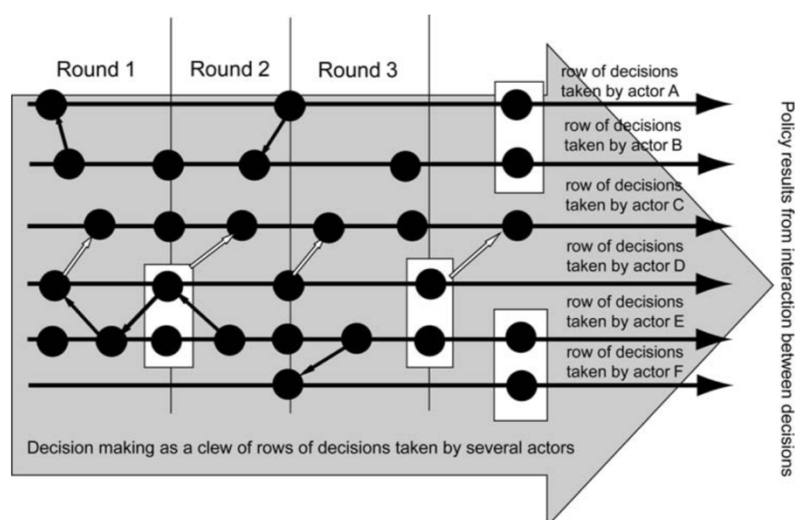 Round 1
Round 2
Round 3
row of decisions
taken by actor A
row of decisions
taken by actor B
row of decisions
taken by actor C
row of decisions
taken by actor D
row of decisions
taken by actor E
row of decisions
taken by actor F
Decision making as a clew of rows of decisions taken by several actors
Policy results from interaction between decisions